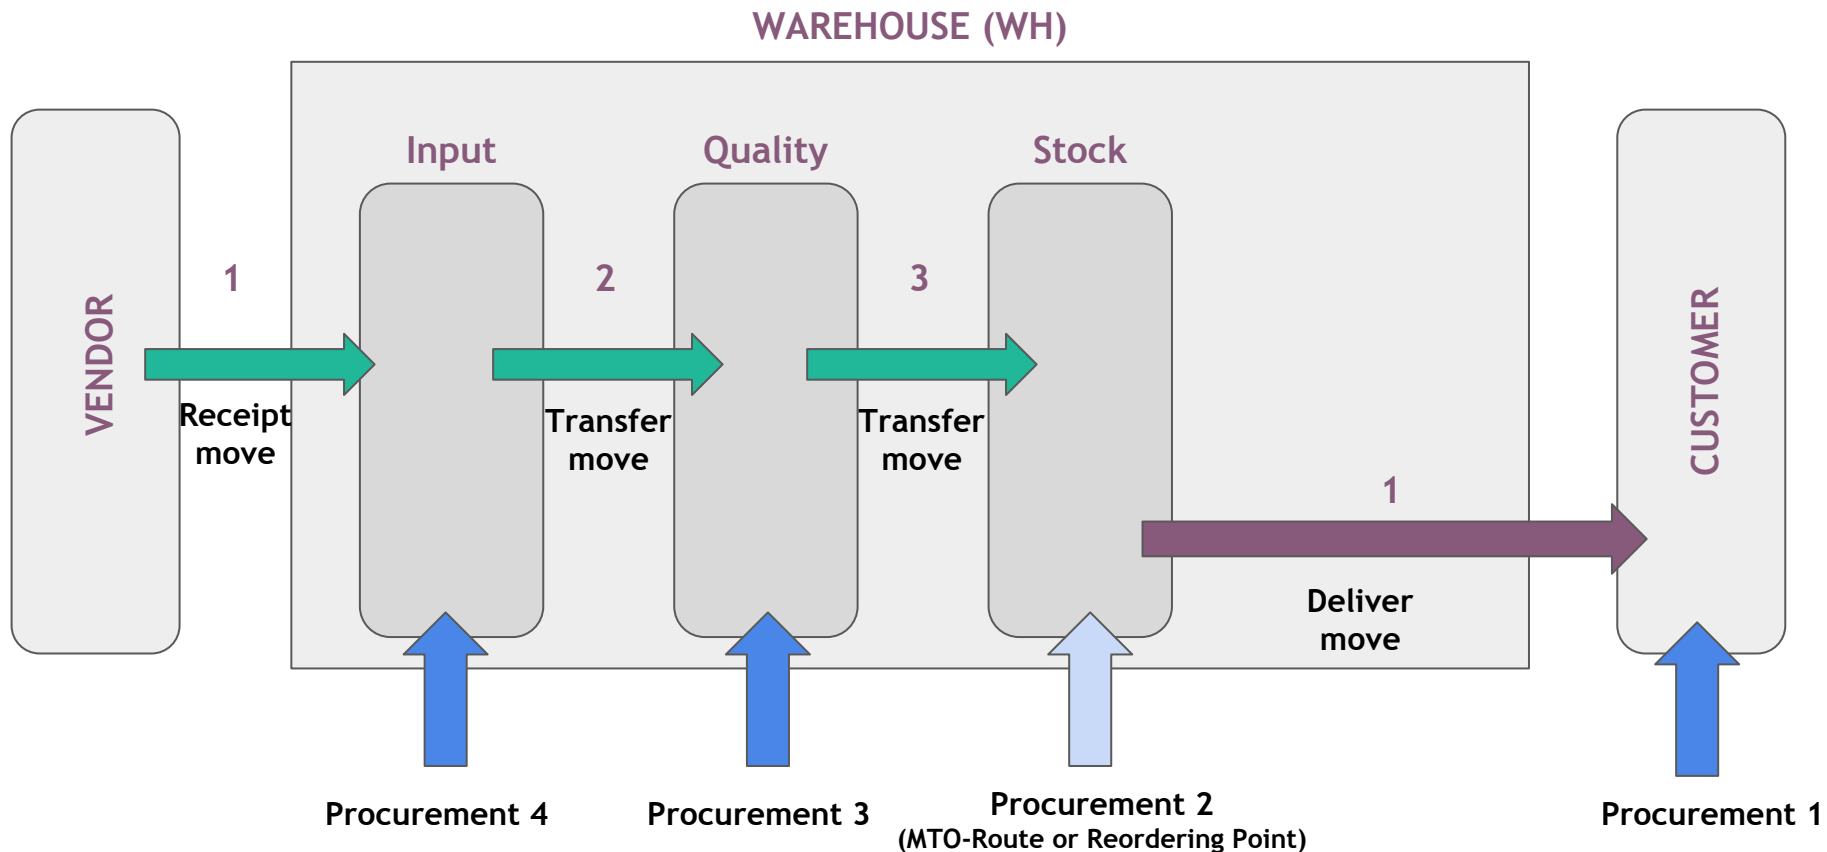 WAREHOUSE (WH)
Input
Quality
Stock
1
2
3
VENDOR
Receipt
move
Transfer
move
Transfer
move
CUSTOMER
1
Deliver
move
Procurement 4
Procurement 3
Procurement 2
(MTO-Route or Reordering Point)
Procurement 1